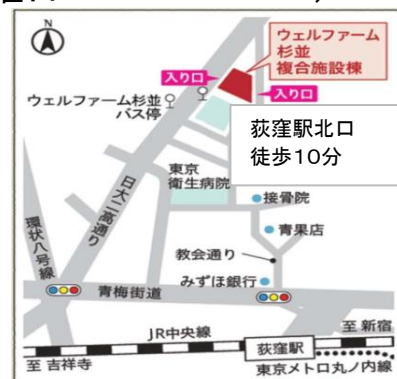 N
ウェルファーム
杉並
複合施設棟
入り口
入り口
ウェルファーム杉並
バス停
荻窪駅北口
徒歩10分
東京
衛生病院
日大二高通り
接骨院
環状八号線
青果店
教会通り
みずほ銀行
青梅街道
JR中央線
至 新宿
荻窪駅
至 吉祥寺
東京メトロ丸ノ内線